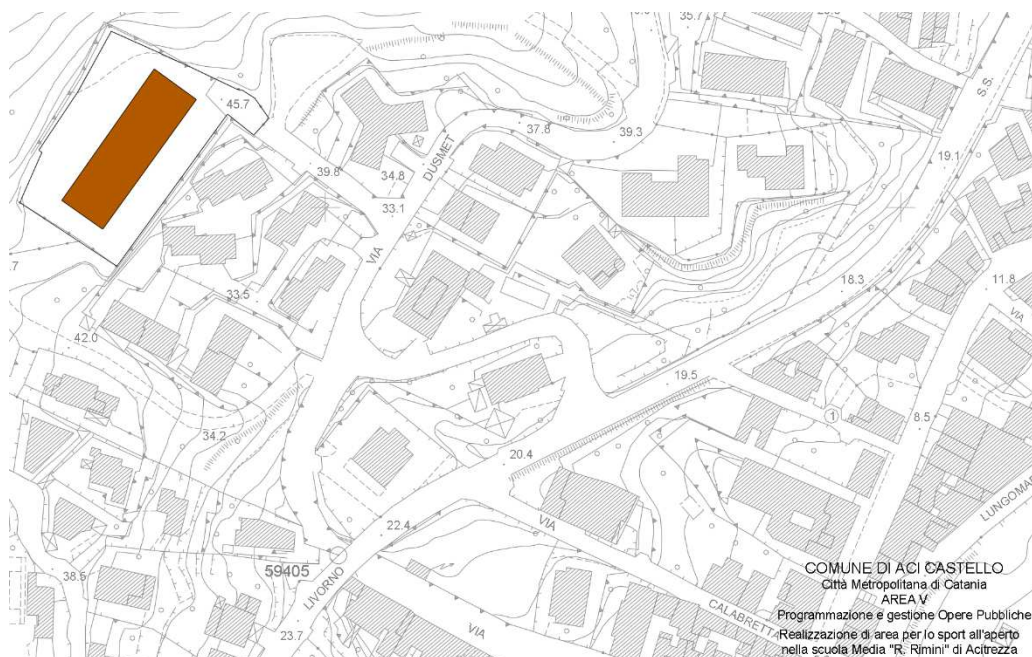 35.7
45.7
37.8
39.3
S.S.
19.1
DUSMET
39.8
34.8
33.1
VIA
18.3
11.8
VIA
33.5
42.0
19.5
1
8.5
34.2
20.4
22.4
VIA
LUNGOMAR
59405
38.5
LIVORNO
CALABRETTA
23.7
VIA
COMUNE DI ACI CASTELLO
Città Metropolitana di Catania
AREA V
Programmazione e gestione Opere Pubbliche
Realizzazione di area per lo sport all'aperto
nella scuola Media "R. Rimini" di Acitrezza